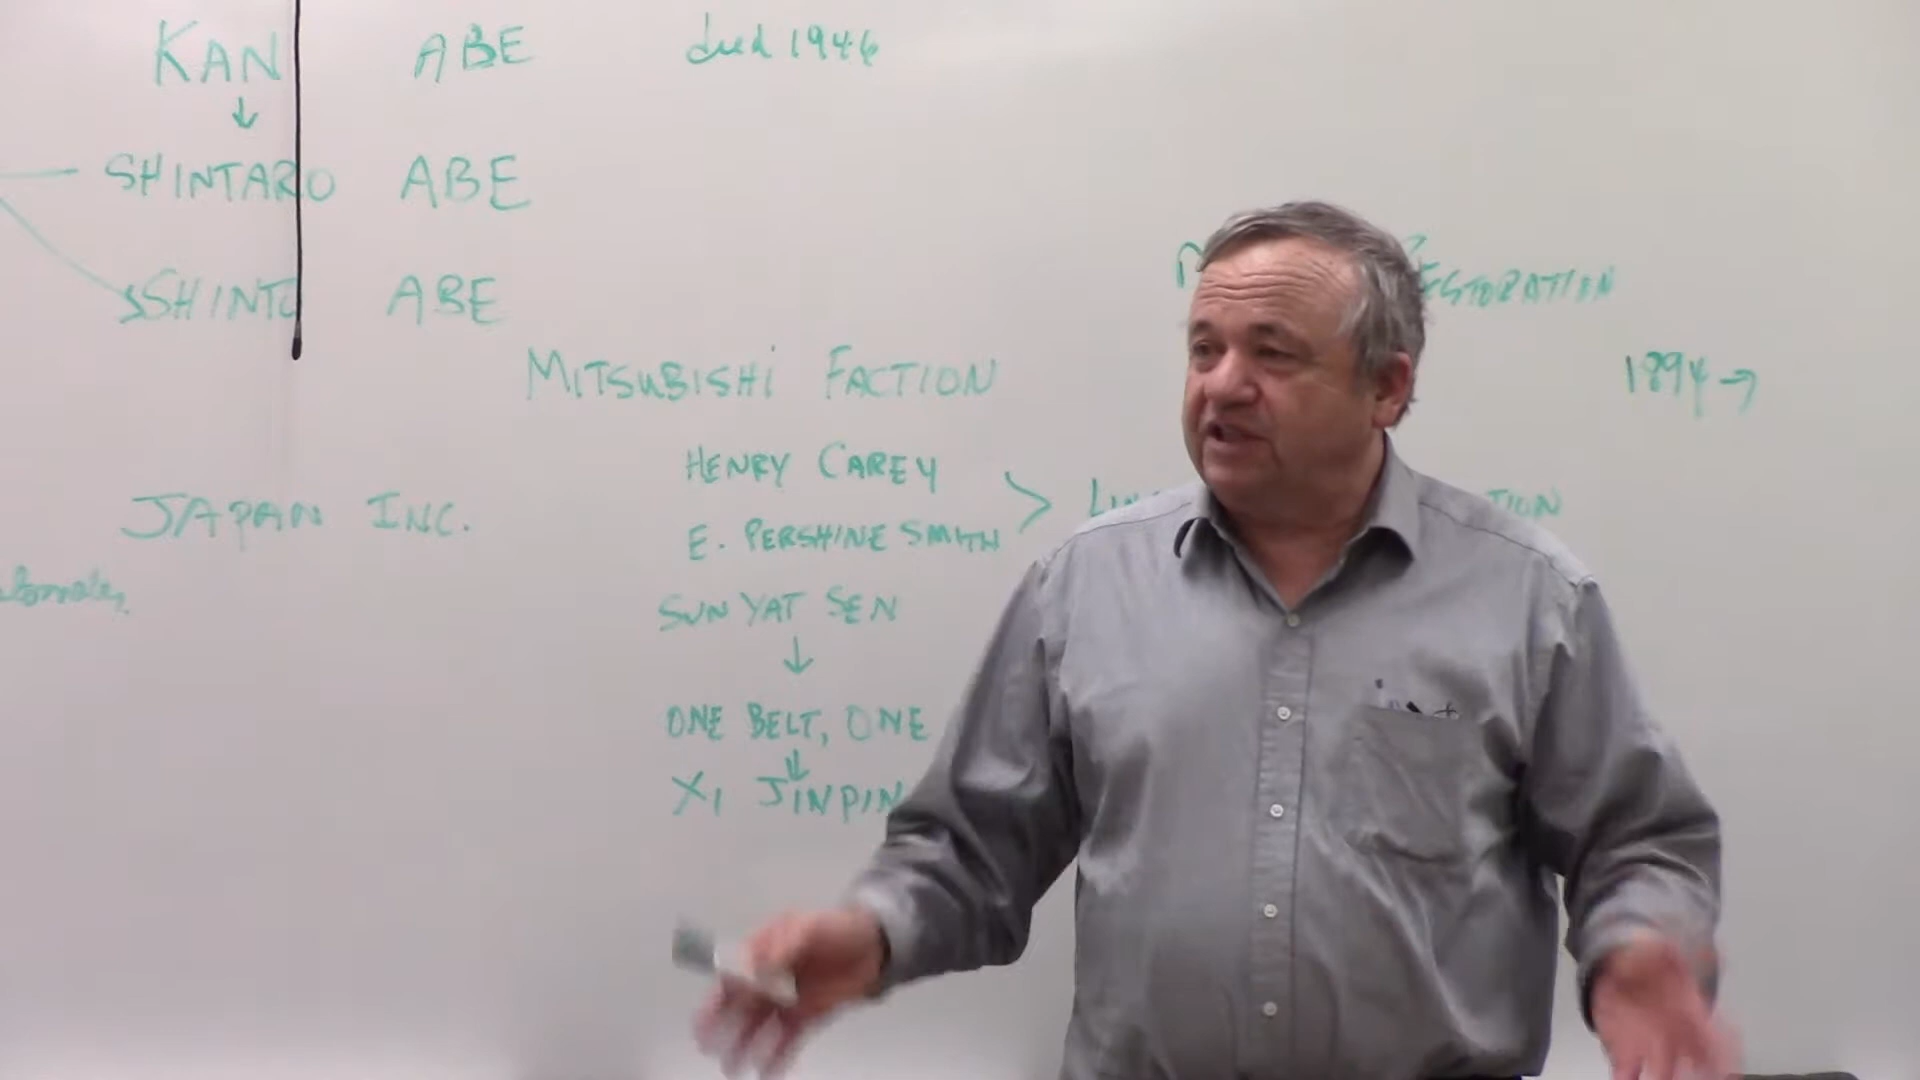 KAN ABE died 1946
SHINTARO ABE
SHINTO ABE
RESTORATION
MITSUBISHI FACTION
1894 →
HENRY CAREY
E. PERSHINE SMITH
SUN YAT SEN
JAPAN INC.
ONE BELT, ONE
XI JINPIN